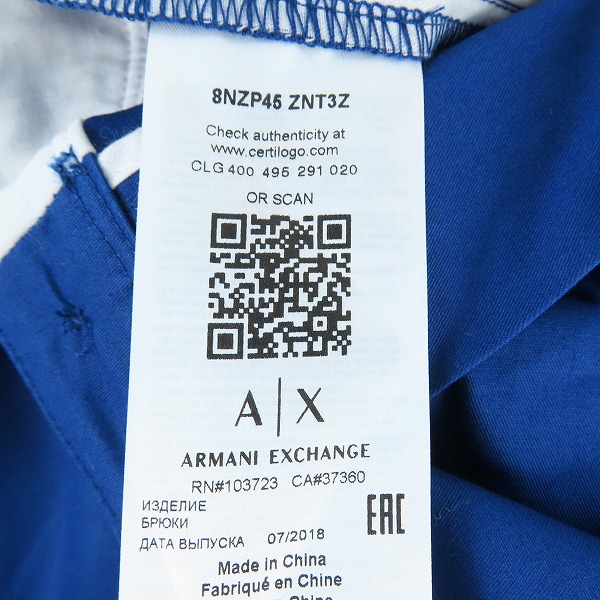 8NZP45 ZNT3Z
Check authenticity at
www.certilogo.com
CLG 400 495 291 020
OR SCAN
A|X
ARMANI EXCHANGE
RN#103723 CA#37360
ИЗДЕЛИЕ
БРЮКИ
ДАТА ВЫПУСКА 07/2018
EAC
Made in China
Fabriqué en Chine